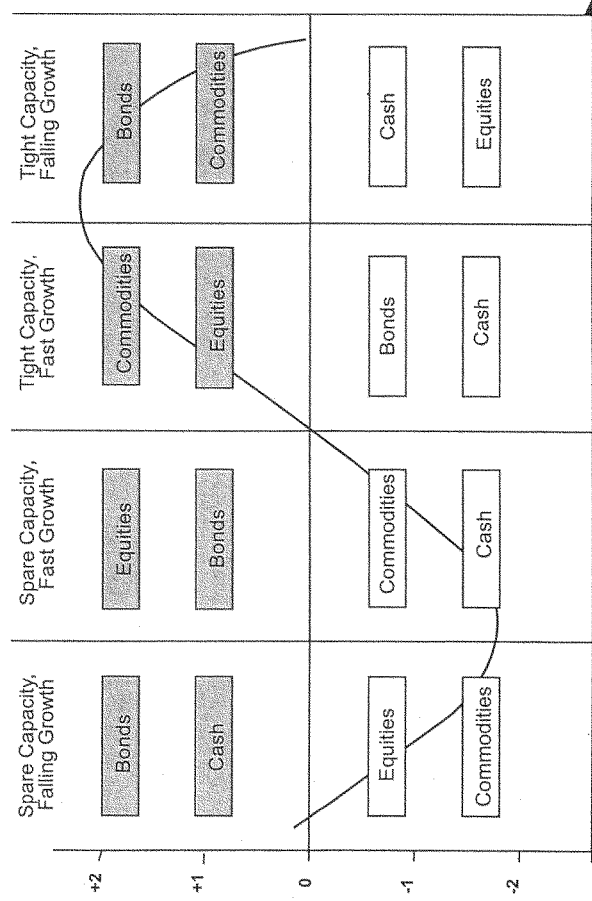 Spare Capacity,
Falling Growth
Spare Capacity,
Fast Growth
Tight Capacity,
Fast Growth
Tight Capacity,
Falling Growth
+2
Bonds
Equities
Commodities
Bonds
+1
Cash
Bonds
Equities
Commodities
0
-1
Equities
Commodities
Bonds
Cash
Commodities
Cash
Cash
Equities
-2